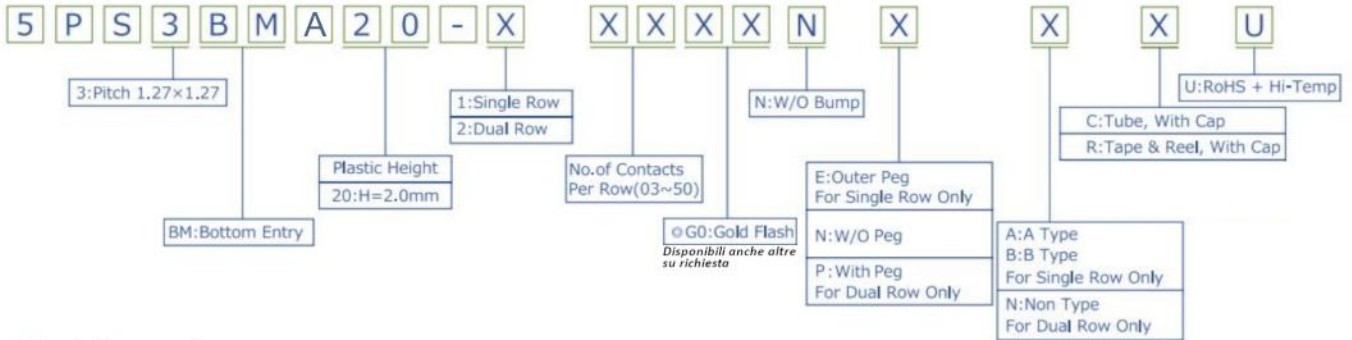 5 P S 3 B M A 2 0 - X X X X X N X X X U
3:Pitch 1.27×1.27
BM:Bottom Entry
Plastic Height
20:H=2.0mm
1:Single Row
2:Dual Row
No.of Contacts
Per Row(03~50)
◎G0:Gold Flash
Disponibili anche altre
su richiesta
N:W/O Bump
E:Outer Peg
For Single Row Only
N:W/O Peg
P:With Peg
For Dual Row Only
A:A Type
B:B Type
For Single Row Only
N:Non Type
For Dual Row Only
C:Tube, With Cap
R:Tape & Reel, With Cap
U:RoHS + Hi-Temp